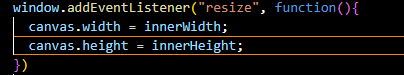 window.addEventListener("resize", function(){
canvas.width = innerWidth;
canvas.height = innerHeight;
})